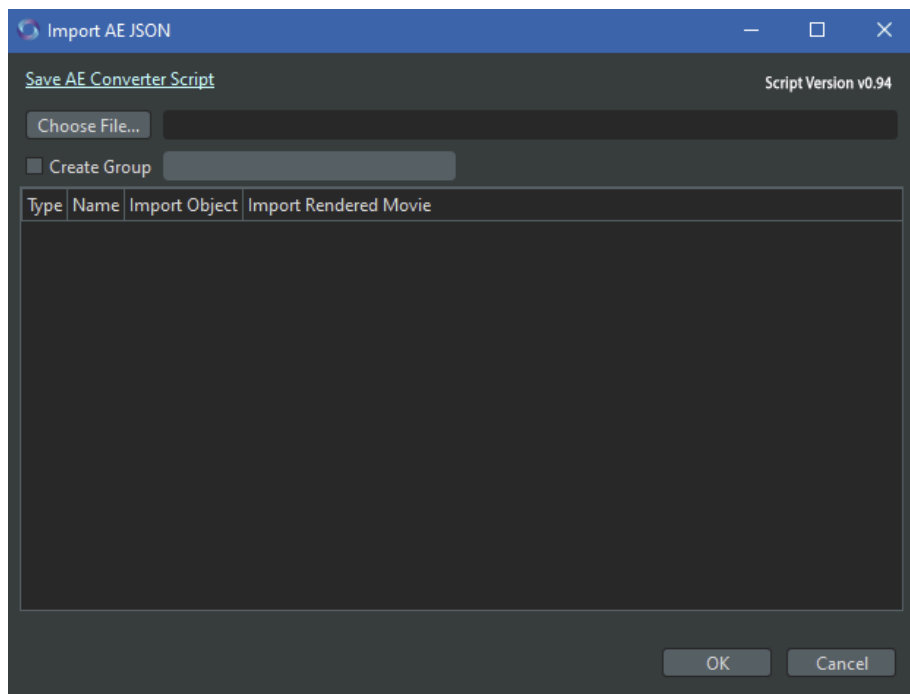 Import AE JSON
Save AE Converter Script
Script Version v0.94
Choose File...
Create Group
Type Name Import Object Import Rendered Movie
OK Cancel